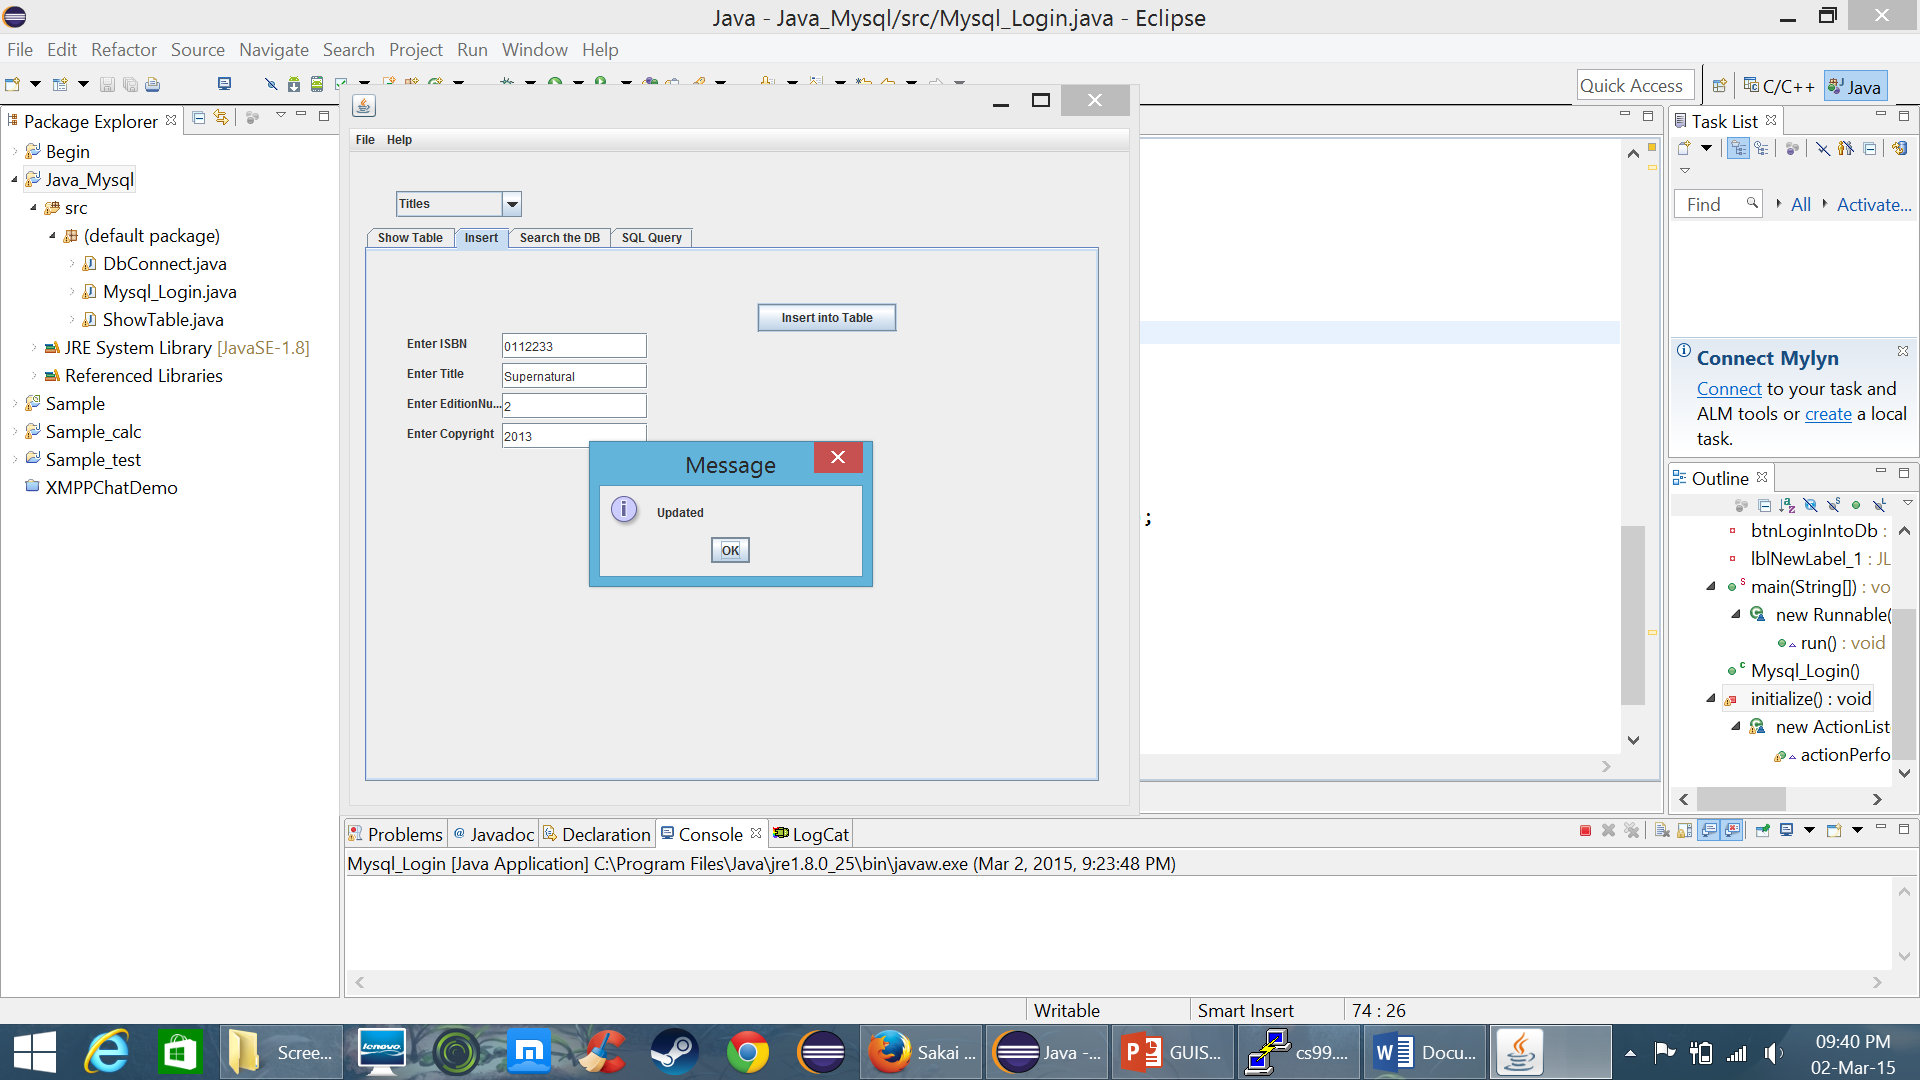 Java - Java_Mysql/src/Mysql_Login.java - Eclipse
File Edit Refactor Source Navigate Search Project Run Window Help
Quick Access
C/C++
Java
Package Explorer
Begin
Java_Mysql
src
(default package)
DbConnect.java
Mysql_Login.java
ShowTable.java
JRE System Library [JavaSE-1.8]
Referenced Libraries
Sample
Sample_calc
Sample_test
XMPPChatDemo
File Help
Titles
Show Table Insert Search the DB SQL Query
Insert into Table
Enter ISBN 0112233
Enter Title Supernatural
Enter EditionNu... 2
Enter Copyright 2013
Message
Updated
OK
;
Task List
Find All Activate...
Connect Mylyn
Connect to your task and
ALM tools or create a local
task.
Outline
btnLoginIntoDb :
lblNewLabel_1 : JL
main(String[]) : vo
new Runnable(
run() : void
Mysql_Login()
initialize() : void
new ActionList
actionPerfo
Problems @ Javadoc Declaration Console LogCat
Mysql_Login [Java Application] C:\Program Files\Java\jre1.8.0_25\bin\javaw.exe (Mar 2, 2015, 9:23:48 PM)
Writable Smart Insert 74 : 26
Scree...
lenovo
Sakai ...
Java -...
GUIS...
cs99....
Docu...
09:40 PM
02-Mar-15